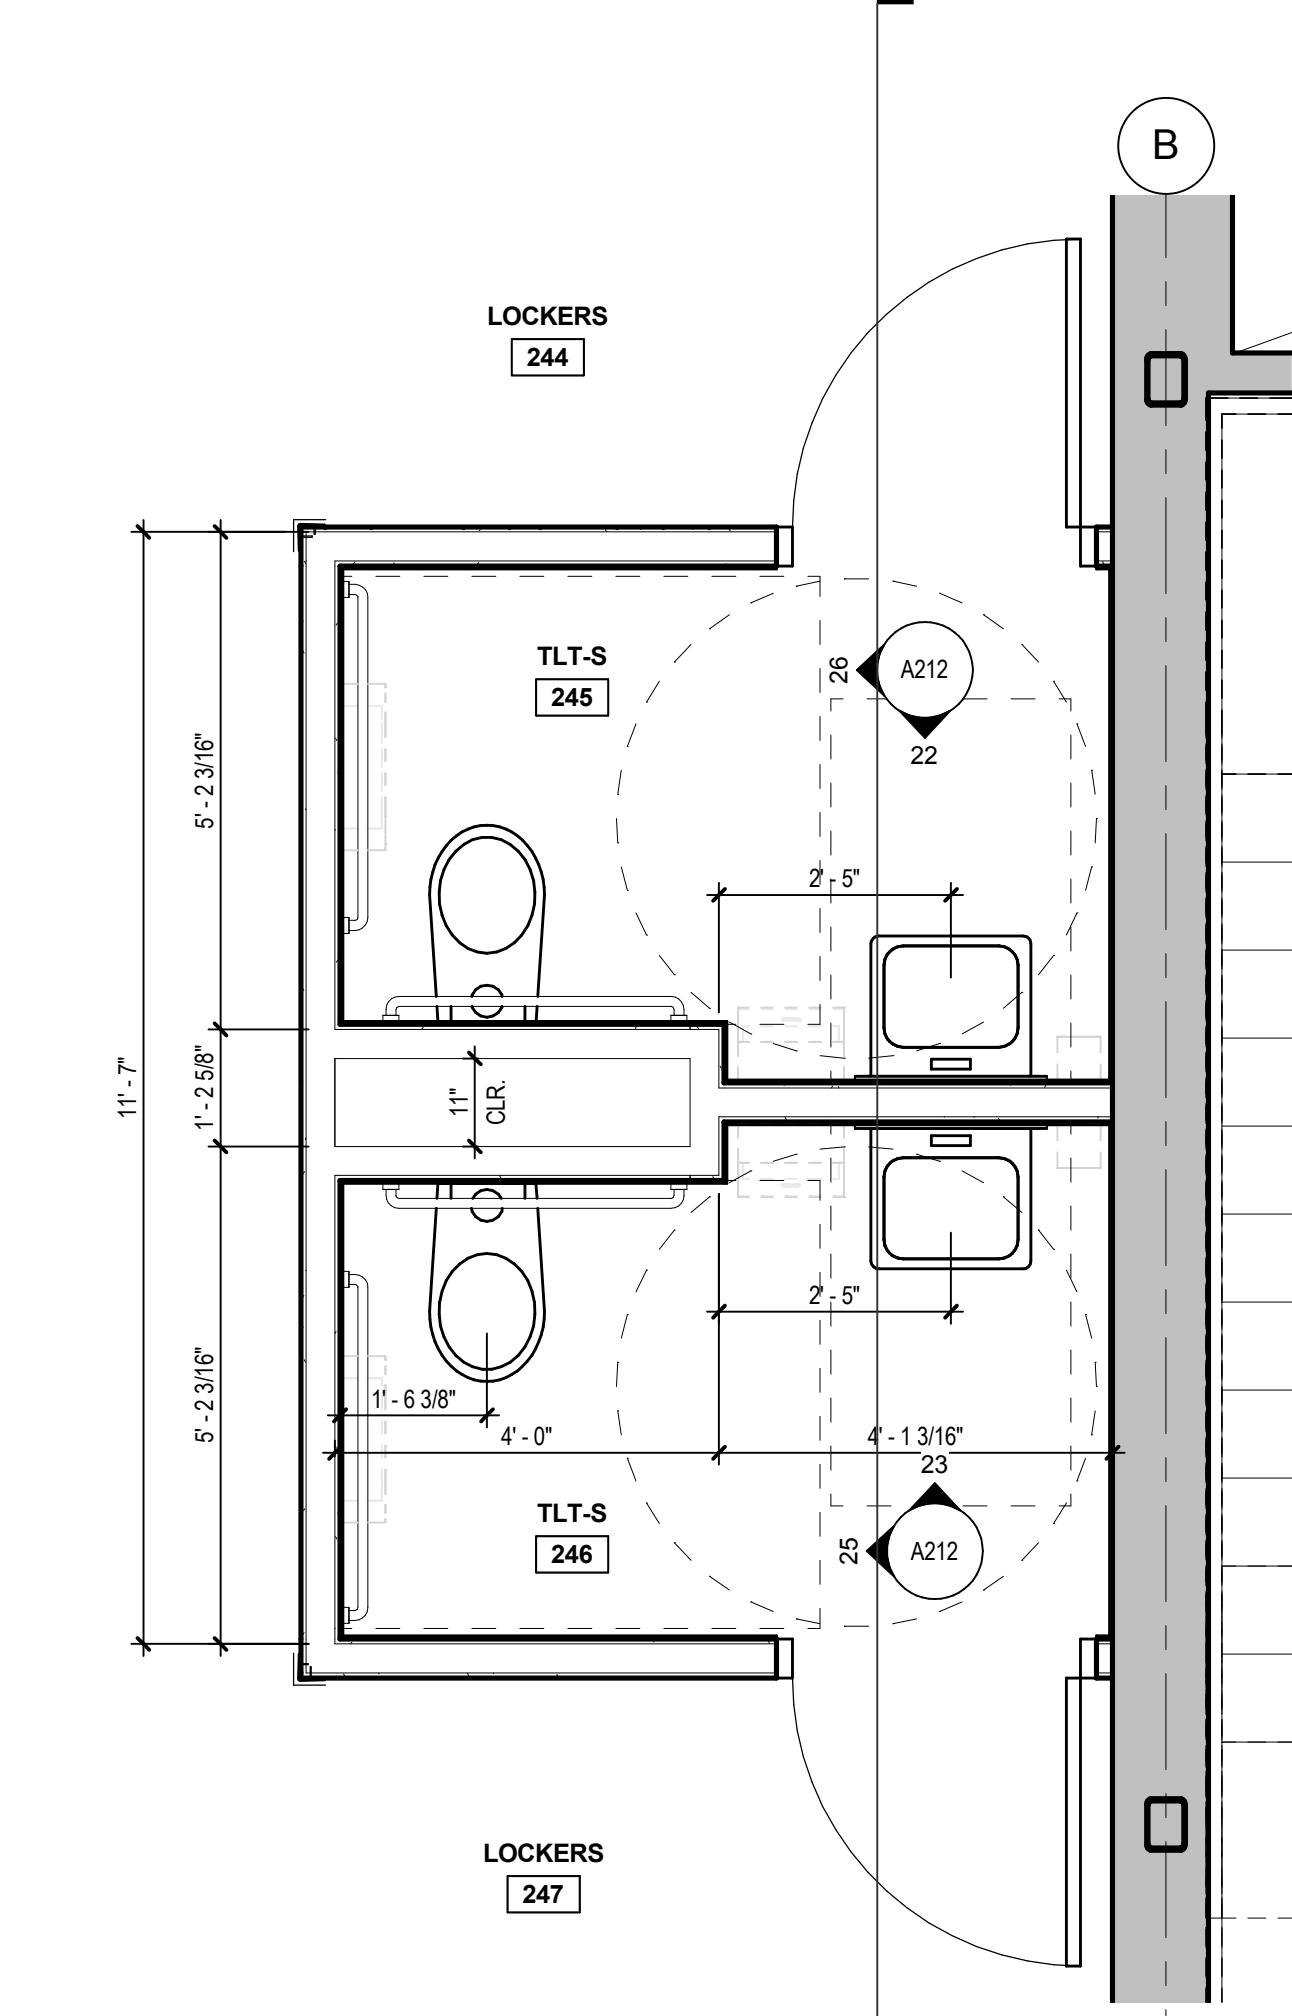 B
LOCKERS
244
TLT-S
245
26
A212
22
5' - 2 3/16"
2' - 5"
11' - 7"
1' - 2 5/8"
11"
CLR.
2' - 5"
5' - 2 3/16"
1' - 6 3/8"
4' - 0"
4' - 1 3/16"
23
TLT-S
246
25
A212
LOCKERS
247